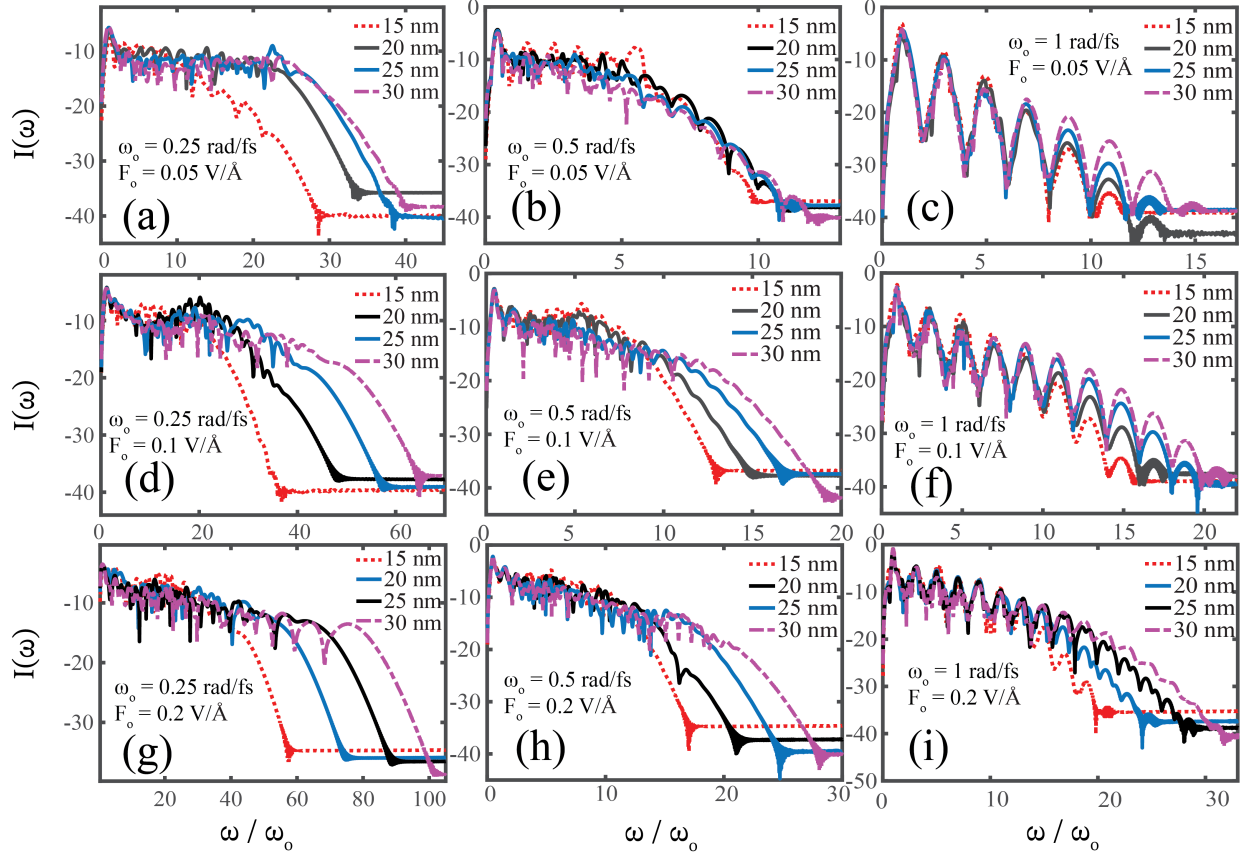 I(ω)
-10
-20
-30
-40
15 nm
20 nm
25 nm
30 nm
ω_o = 0.25 rad/fs
F_o = 0.05 V/Å
(a)
0 10 20 30 40
0
-10
-20
-30
-40
15 nm
20 nm
25 nm
30 nm
ω_o = 0.5 rad/fs
F_o = 0.05 V/Å
(b)
0 5 10
0
-10
-20
-30
-40
ω_o = 1 rad/fs
F_o = 0.05 V/Å
15 nm
20 nm
25 nm
30 nm
(c)
0 5 10 15
I(ω)
-10
-20
-30
-40
15 nm
20 nm
25 nm
30 nm
ω_o = 0.25 rad/fs
F_o = 0.1 V/Å
(d)
0 20 40 60
0
-10
-20
-30
-40
15 nm
20 nm
25 nm
30 nm
ω_o = 0.5 rad/fs
F_o = 0.1 V/Å
(e)
0 5 10 15 20
0
-10
-20
-30
-40
15 nm
20 nm
25 nm
30 nm
ω_o = 1 rad/fs
F_o = 0.1 V/Å
(f)
0 5 10 15 20
I(ω)
-10
-20
-30
15 nm
20 nm
25 nm
30 nm
ω_o = 0.25 rad/fs
F_o = 0.2 V/Å
(g)
0 20 40 60 80 100
ω / ω_o
0
-10
-20
-30
-40
15 nm
20 nm
25 nm
30 nm
ω_o = 0.5 rad/fs
F_o = 0.2 V/Å
(h)
0 10 20 30
ω / ω_o
0
-10
-20
-30
-40
-50
15 nm
20 nm
25 nm
30 nm
ω_o = 1 rad/fs
F_o = 0.2 V/Å
(i)
0 10 20 30
ω / ω_o